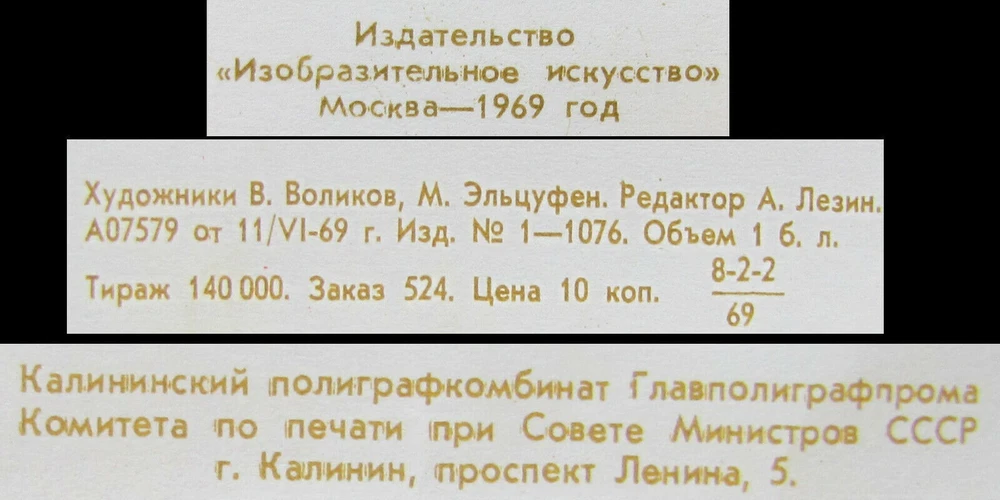 Издательство
«Изобразительное искусство»
Москва—1969 год
Художники В. Воликов, М. Эльцуфен. Редактор А. Лезин.
А07579 от 11/VI-69 г. Изд. № 1—1076. Объем 1 б. л.
Тираж 140 000. Заказ 524. Цена 10 коп. 8-2-2
69
Калининский полиграфкомбинат Главполиграфпрома
Комитета по печати при Совете Министров СССР
г. Калинин, проспект Ленина, 5.